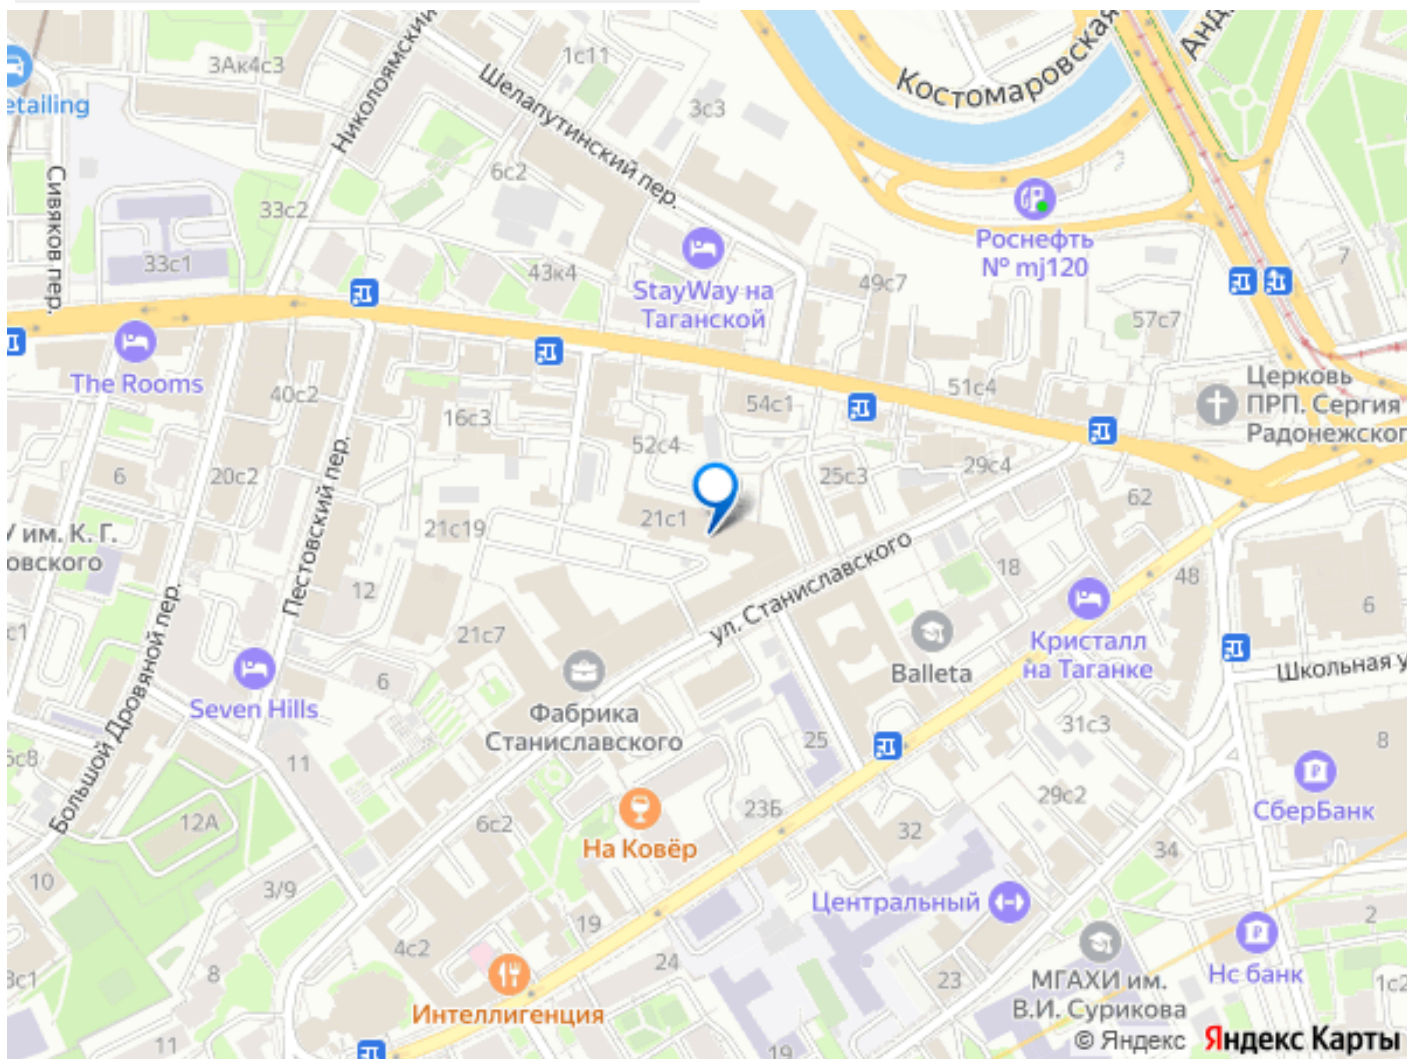 Николоямский
3Ак4с3
1с11
Костомаровская
Анд
etailing
Шелапутинский пер.
3с3
6с2
Сивяков пер.
33с2
33с1
43к4
StayWay на
Таганской
49с7
Роснефть
№ mj120
7
57с7
The Rooms
40с2
16с3
54с1
51с4
Церковь
ПРП. Сергия
Радонежског
52с4
6
20с2
Пестовский пер.
25с3
29с4
62
21с1
21с19
У им. К. Г.
овского
12
ул. Станиславского
18
48
6
с1
21с7
Balleta
Кристалл
на Таганке
Школьная у
Большой Дровяной пер.
Seven Hills
6
Фабрика
Станиславского
31с3
25
8
5с8
11
12А
6с2
На Ковёр
23Б
29с2
СберБанк
32
34
10
3/9
Центральный
19
2
4с2
8
24
3с1
23
МГАХИ им.
В.И. Сурикова
Нс банк
1с2
Интеллигенция
11
© Яндекс Яндекс Карты